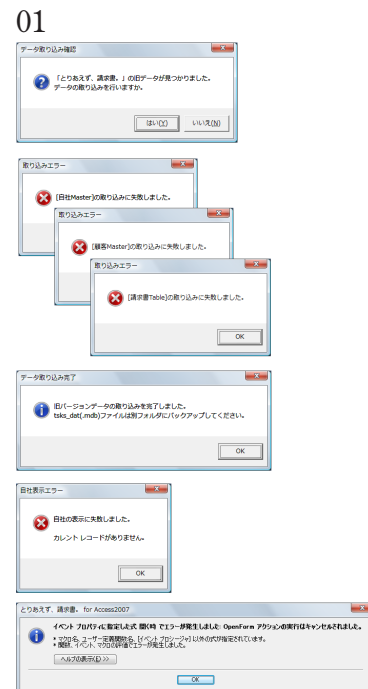 01
データ取り込み確認
「とりあえず、請求書。」の旧データが見つかりました。
データの取り込みを行いますか。
はい(Y)
いいえ(N)
取り込みエラー
[自社Master]の取り込みに失敗しました。
取り込みエラー
[顧客Master]の取り込みに失敗しました。
取り込みエラー
[請求書Table]の取り込みに失敗しました。
OK
データ取り込み完了
旧バージョンデータの取り込みを完了しました。
tsks_dat(.mdb)ファイルは別フォルダにバックアップしてください。
OK
自社表示エラー
自社の表示に失敗しました。
カレント レコードがありません。
OK
とりあえず、請求書。 for Access2007
イベント プロパティに指定した式 開く時 でエラーが発生しました: OpenForm アクションの実行はキャンセルされました。
* マクロ名、ユーザー定義関数名、[イベント プロシージャ] 以外の式が指定されています。
* 関数、イベント、マクロの評価でエラーが発生しました。
ヘルプの表示(E) >>
OK